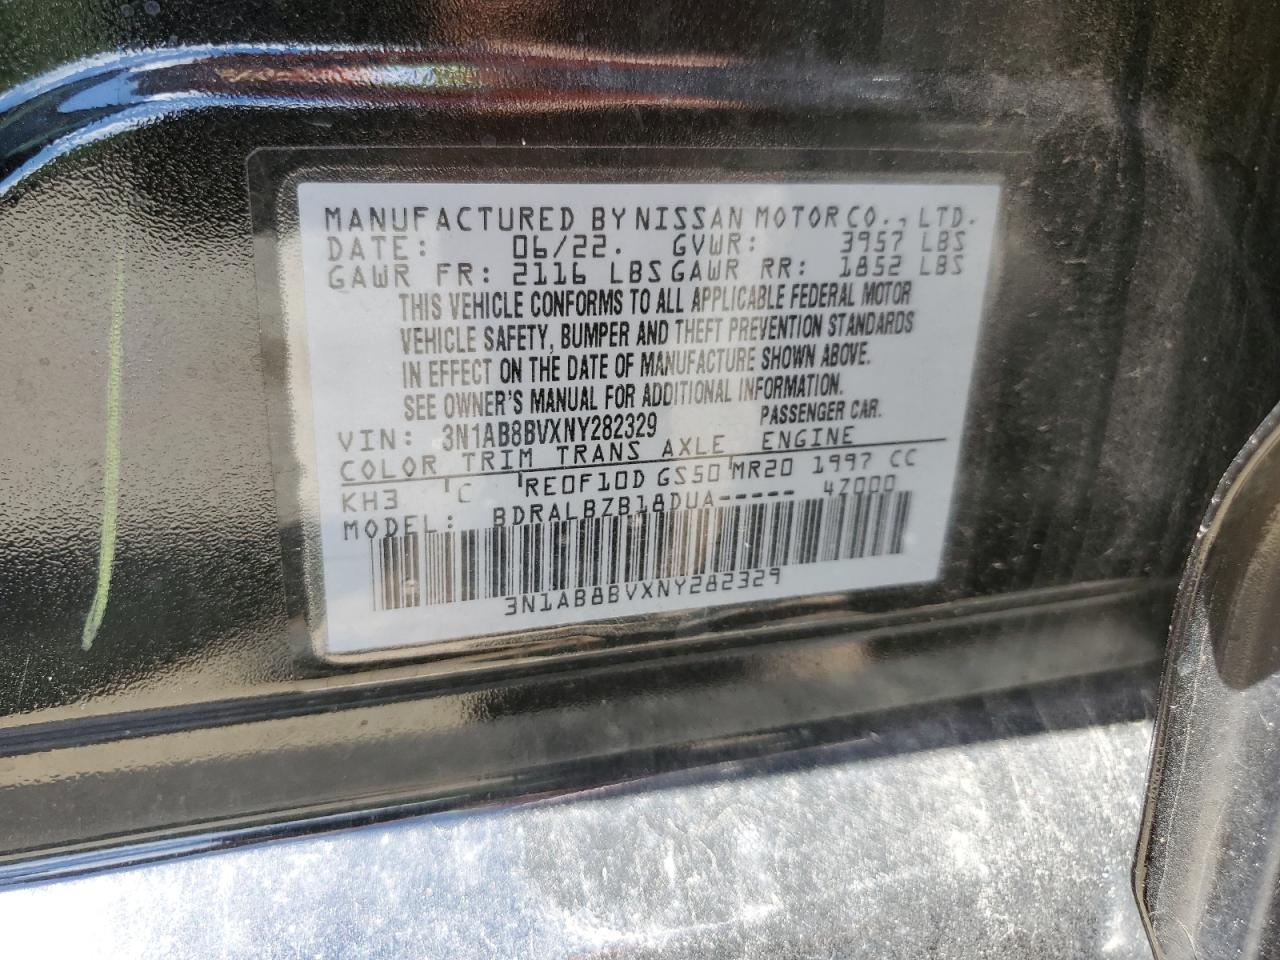 MANUFACTURED BY NISSAN MOTOR CO., LTD.
DATE: 06/22. GVWR: 3957 LBS
GAWR FR: 2116 LBS GAWR RR: 1852 LBS
THIS VEHICLE CONFORMS TO ALL APPLICABLE FEDERAL MOTOR
VEHICLE SAFETY, BUMPER AND THEFT PREVENTION STANDARDS
IN EFFECT ON THE DATE OF MANUFACTURE SHOWN ABOVE.
SEE OWNER'S MANUAL FOR ADDITIONAL INFORMATION.
VIN: 3N1AB8BVXNY282329 PASSENGER CAR.
COLOR TRIM TRANS AXLE ENGINE
KH3 C RE0F10D GS50 MR20 1997 CC
MODEL: BDRALBZB18DUA----- 47000
3N1AB8BVXNY282329